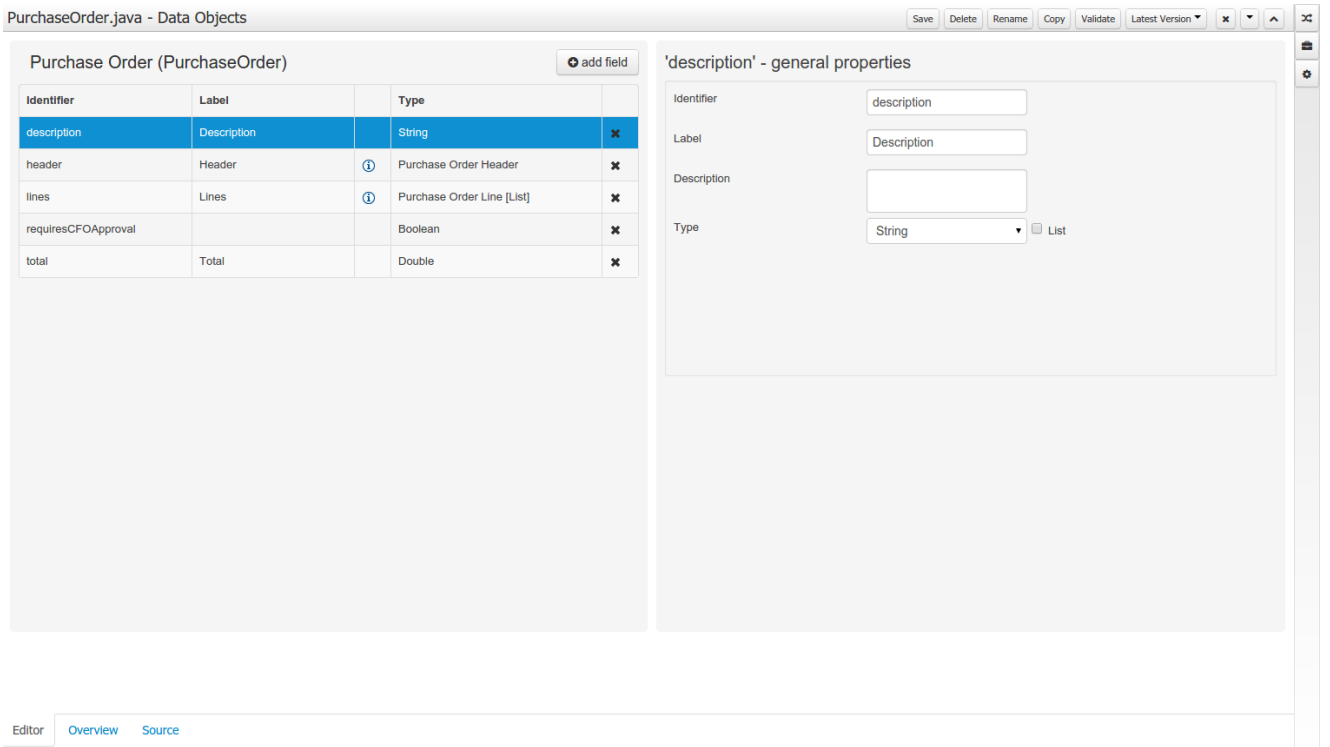 PurchaseOrder.java - Data Objects
Save Delete Rename Copy Validate Latest Version
Purchase Order (PurchaseOrder) add field
Identifier Label Type
description Description String
header Header Purchase Order Header
lines Lines Purchase Order Line [List]
requiresCFOApproval Boolean
total Total Double
'description' - general properties
Identifier description
Label Description
Description
Type String List
Editor Overview Source